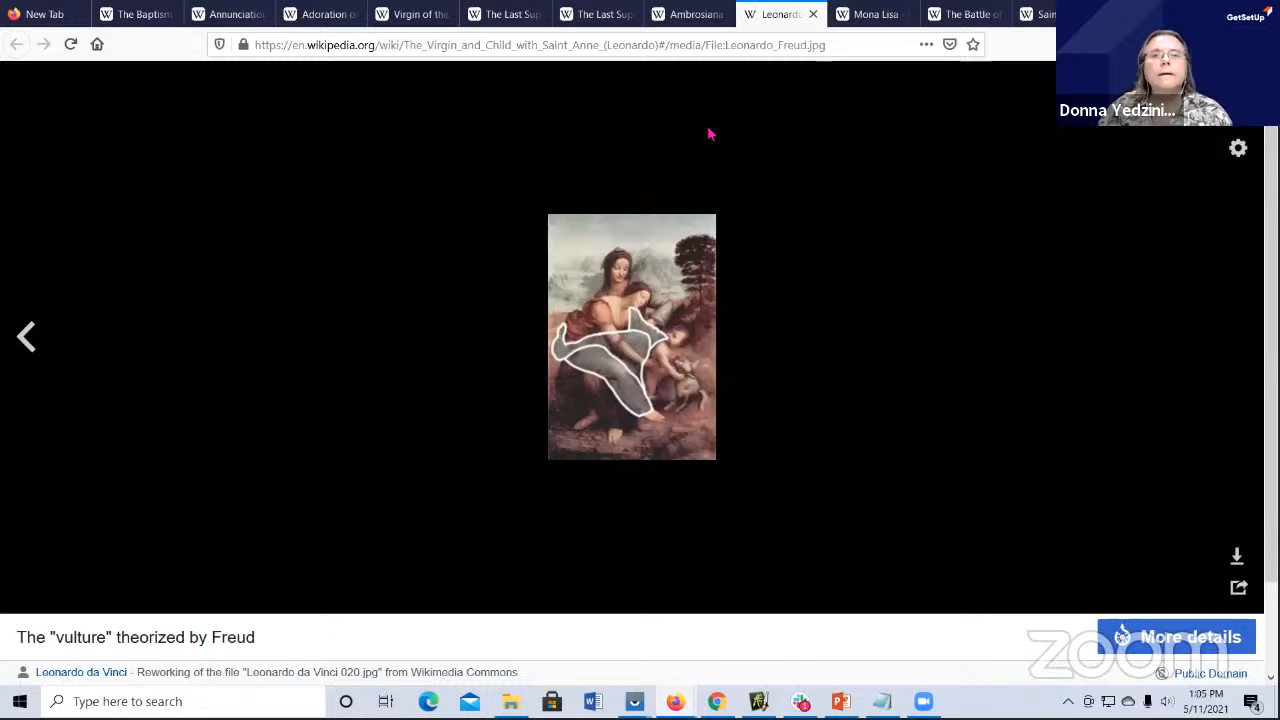 New Tab
The Baptism
Annunciatio
Adoration of
Virgin of the
The Last Sup
The Last Sup
Ambrosiana
Leonardo
Mona Lisa
The Battle of
Sain
GetSetUp
https://en.wikipedia.org/wiki/The_Virgin_and_Child_with_Saint_Anne_(Leonardo)#/media/File:Leonardo_Freud.jpg
Donna Yedzini...
The "vulture" theorized by Freud
More details
zoom
Leonardo da Vinci - Reworking of the file "Leonardo da Vinci 020.jpg" from Wikimedia Commons
Public Domain
Type here to search
1:05 PM
5/11/2021